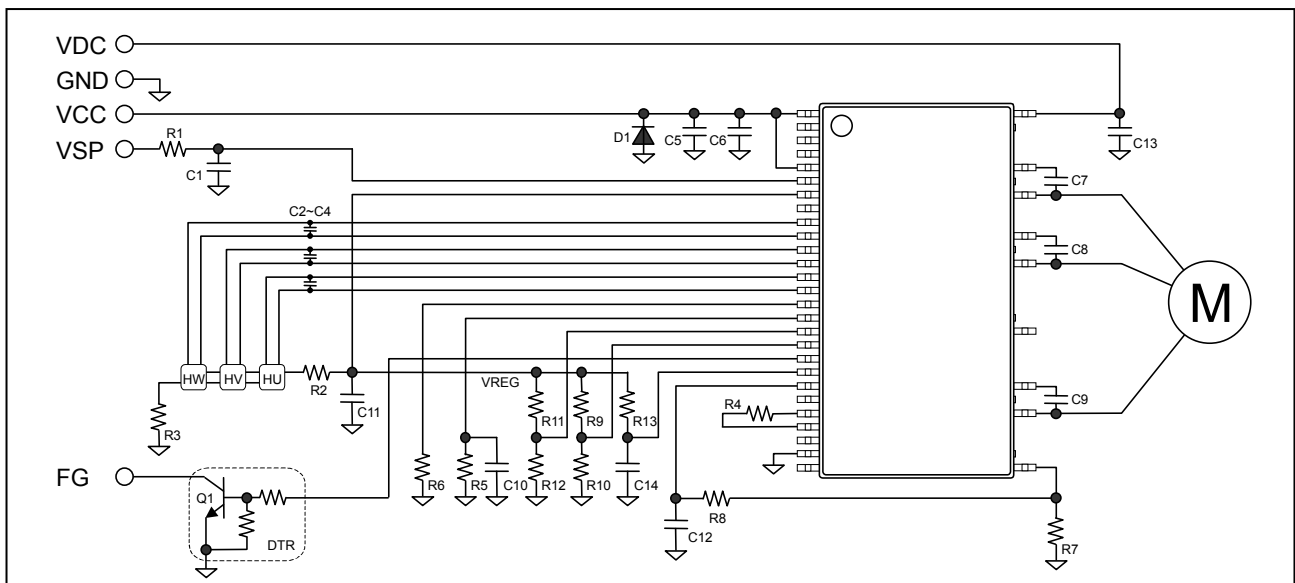 VDC
GND
VCC
VSP
R1
C1
D1
C5
C6
C13
C7
C2~C4
C8
M
HW
HV
HU
R2
VREG
C11
R11
R9
R13
R4
C9
R3
R6
R5
C10
R12
R10
C14
FG
Q1
DTR
R8
C12
R7